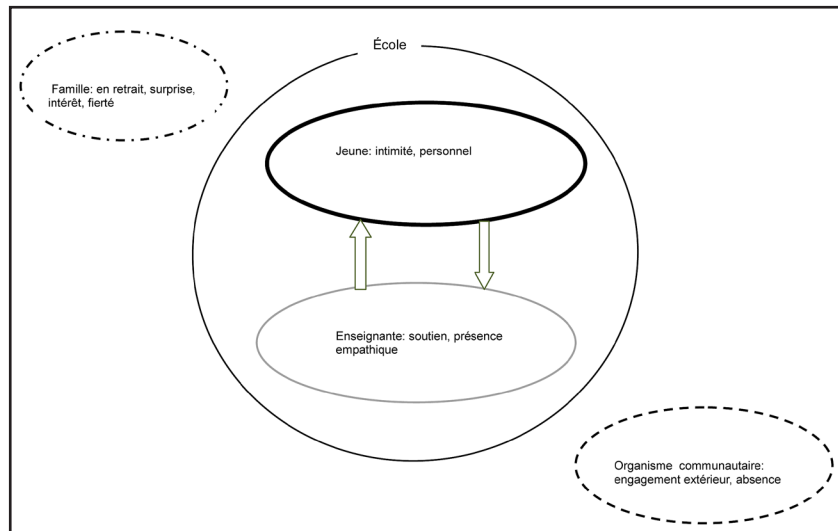 École
Famille: en retrait, surprise,
intérêt, fierté
Jeune: intimité, personnel
Enseignante: soutien, présence
empathique
Organisme communautaire:
engagement extérieur, absence